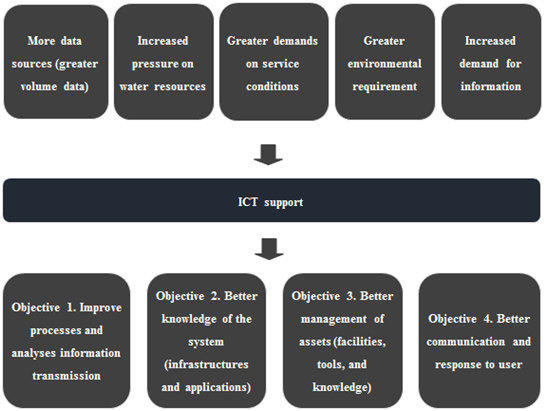 More data
sources (greater
volume data)
Increased
pressure on
water resources
Greater demands
on service
conditions
Greater
environmental
requirement
Increased
demand for
information
ICT support
Objective 1. Improve
processes and
analyses information
transmission
Objective 2. Better
knowledge of the
system
(infrastructures
and applications)
Objective 3. Better
management of
assets (facilities,
tools, and
knowledge)
Objective 4. Better
communication and
response to user